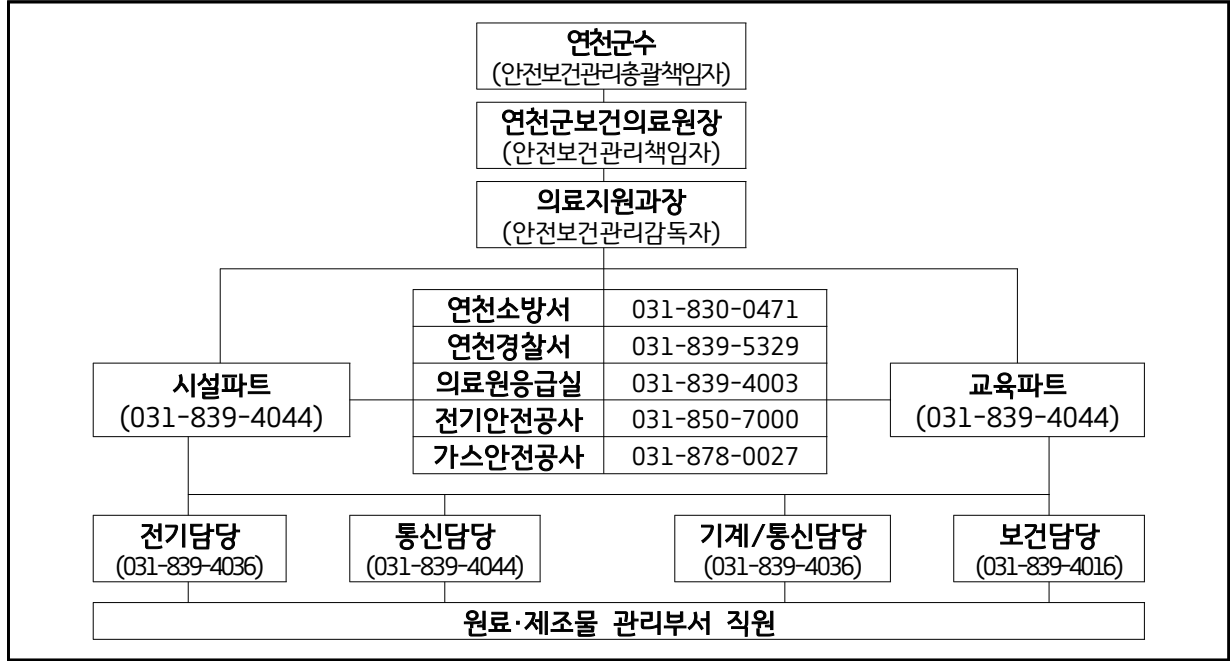 연천군수
(안전보건관리총괄책임자)
연천군보건의료원장
(안전보건관리책임자)
의료지원과장
(안전보건관리감독자)
연천소방서 031-830-0471
연천경찰서 031-839-5329
의료원응급실 031-839-4003
전기안전공사 031-850-7000
가스안전공사 031-878-0027
시설파트
(031-839-4044)
교육파트
(031-839-4044)
전기담당
(031-839-4036)
통신담당
(031-839-4044)
기계/통신담당
(031-839-4036)
보건담당
(031-839-4016)
원료·제조물 관리부서 직원